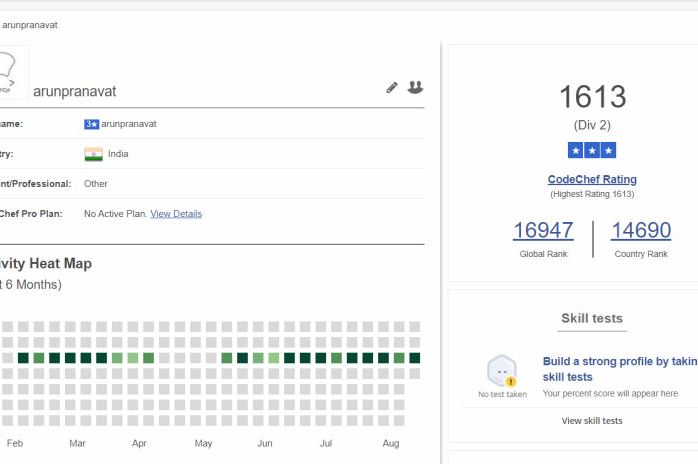 arunpranavat
arunpranavat
name: 3★ arunpranavat
try: India
nt/Professional: Other
Chef Pro Plan: No Active Plan. View Details
ivity Heat Map
t 6 Months)
Feb Mar Apr May Jun Jul Aug
1613
(Div 2)
★ ★ ★
CodeChef Rating
(Highest Rating 1613)
16947 14690
Global Rank Country Rank
Skill tests
No test taken
Build a strong profile by takin
skill tests
Your percent score will appear here
View skill tests